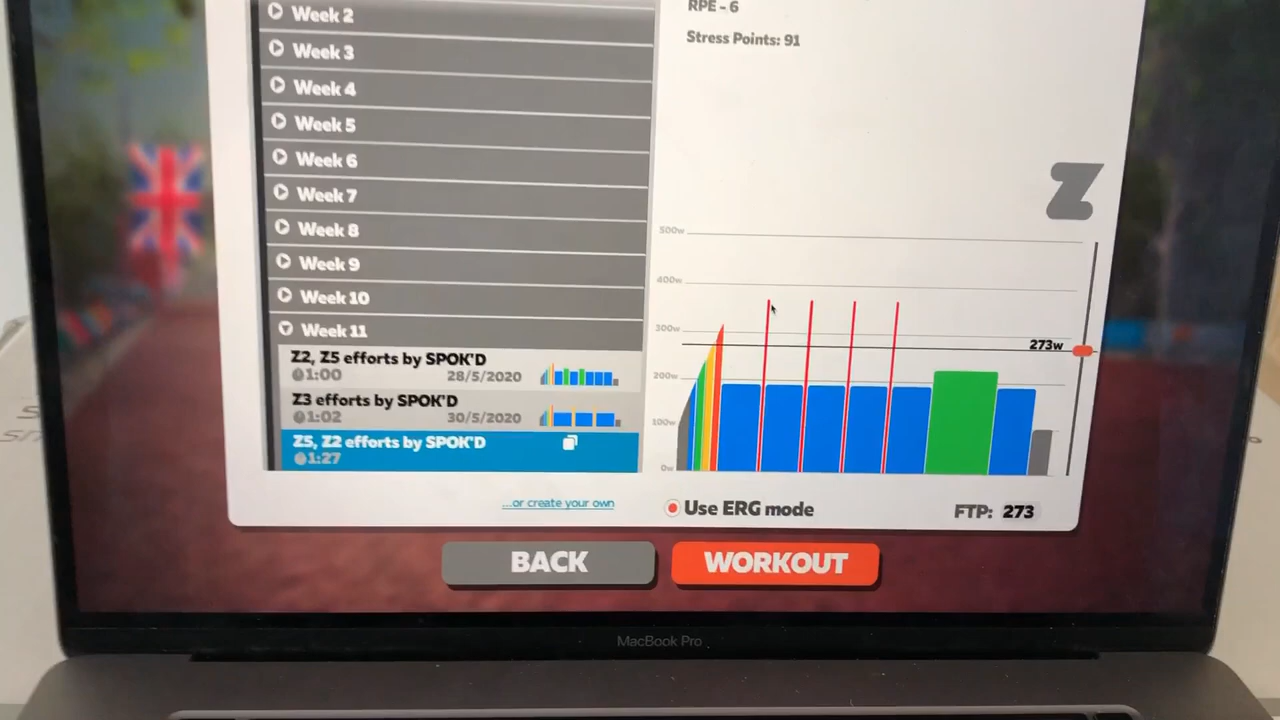 Week 2
Week 3
Week 4
Week 5
Week 6
Week 7
Week 8
Week 9
Week 10
Week 11
Z2, Z5 efforts by SPOK'D
1:00 28/5/2020
Z3 efforts by SPOK'D
1:02 30/5/2020
Z5, Z2 efforts by SPOK'D
1:27
...or create your own
RPE - 6
Stress Points: 91
Z
500w
400w
300w
273w
200w
100w
0w
Use ERG mode
FTP: 273
BACK
WORKOUT
MacBook Pro